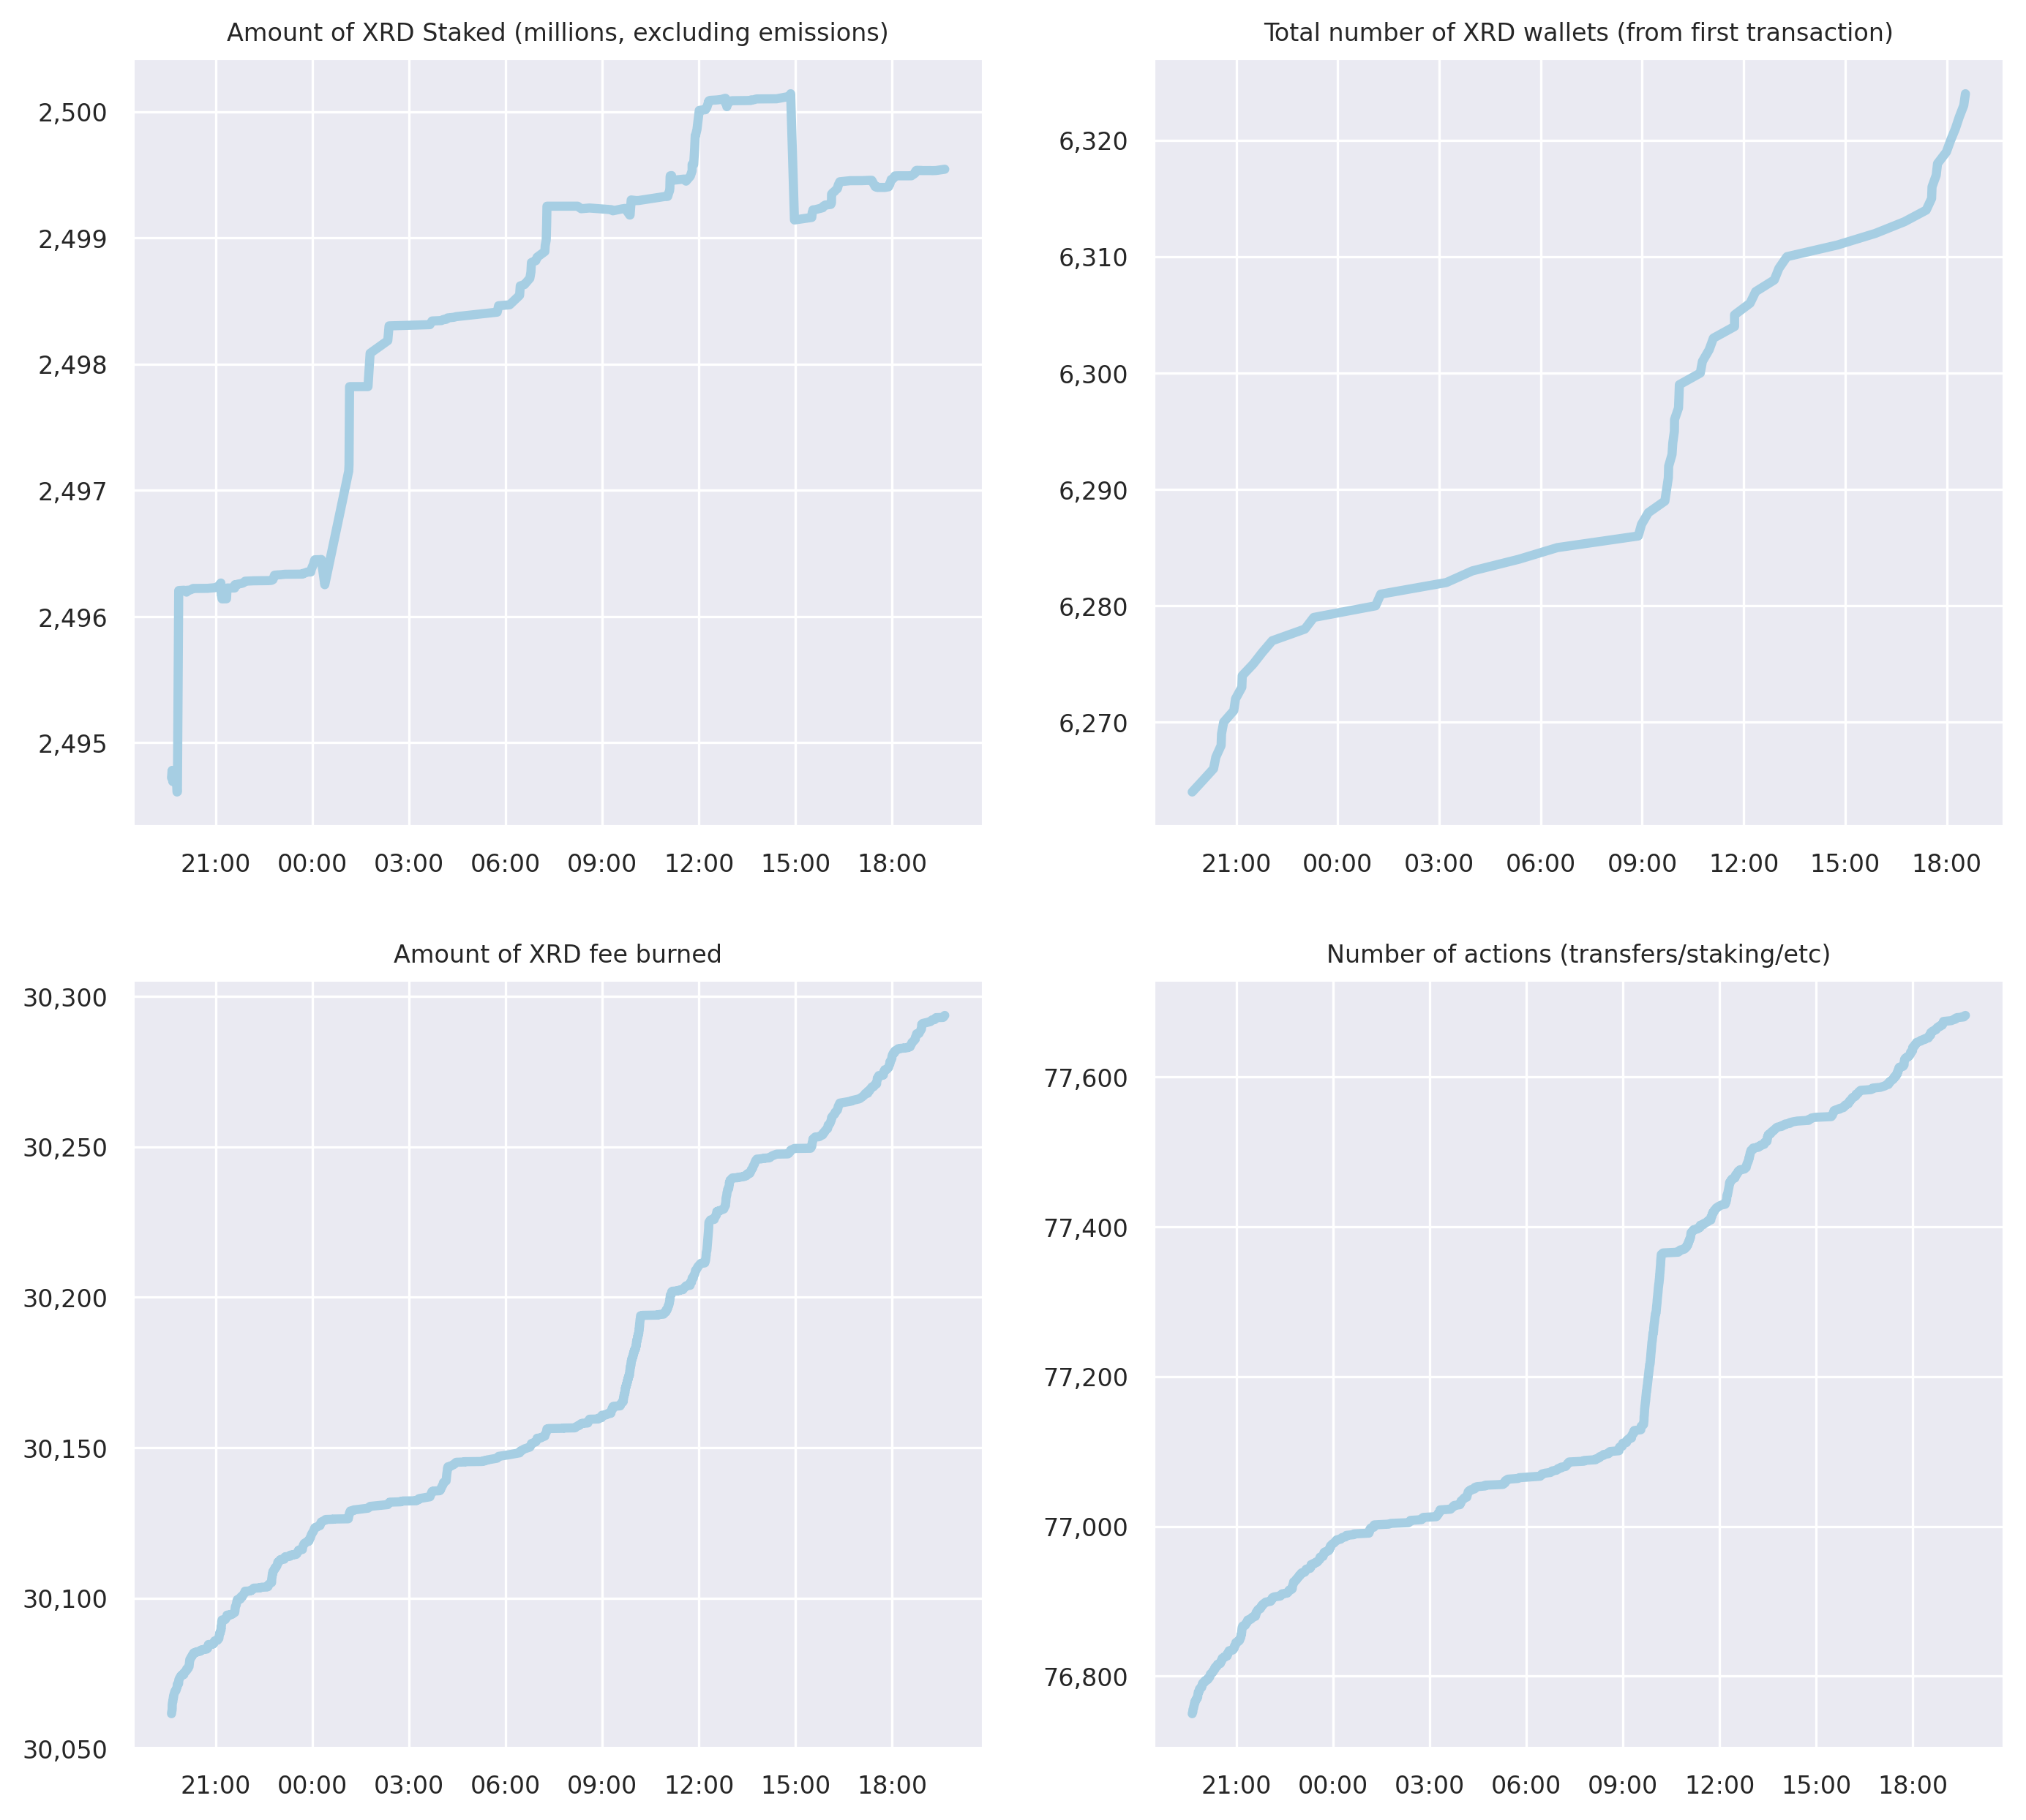 Amount of XRD Staked (millions, excluding emissions)
2,500
2,499
2,498
2,497
2,496
2,495
21:00 00:00 03:00 06:00 09:00 12:00 15:00 18:00
Total number of XRD wallets (from first transaction)
6,320
6,310
6,300
6,290
6,280
6,270
21:00 00:00 03:00 06:00 09:00 12:00 15:00 18:00
Amount of XRD fee burned
30,300
30,250
30,200
30,150
30,100
30,050
21:00 00:00 03:00 06:00 09:00 12:00 15:00 18:00
Number of actions (transfers/staking/etc)
77,600
77,400
77,200
77,000
76,800
21:00 00:00 03:00 06:00 09:00 12:00 15:00 18:00